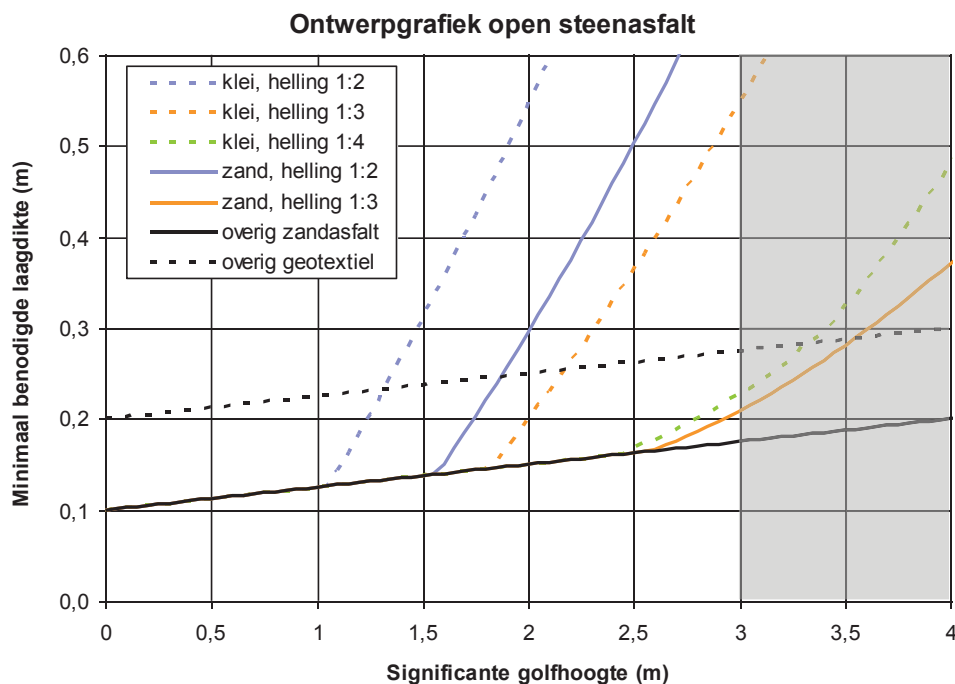 Ontwerpgrafiek open steenasfalt
0,6
0,5
0,4
0,3
0,2
0,1
0,0
Minimaal benodigde laagdikte (m)
klei, helling 1:2
klei, helling 1:3
klei, helling 1:4
zand, helling 1:2
zand, helling 1:3
overig zandasfalt
overig geotextiel
0 0,5 1 1,5 2 2,5 3 3,5 4
Significante golfhoogte (m)